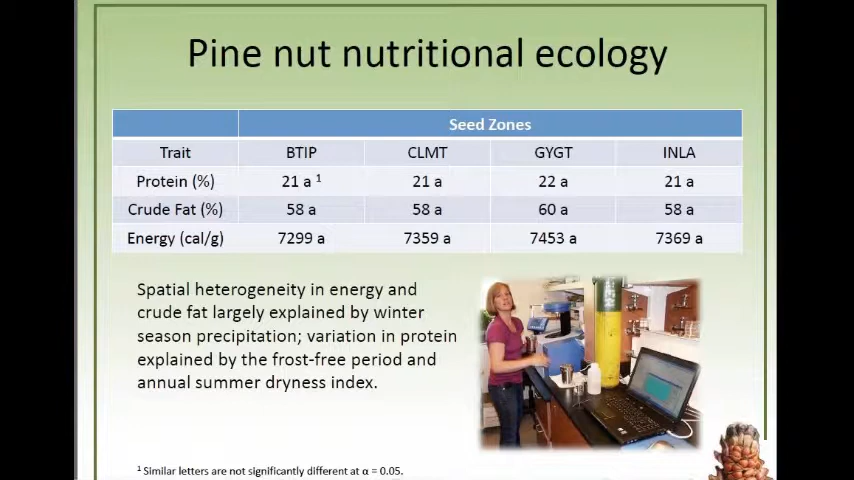 Pine nut nutritional ecology
Seed Zones
Trait BTIP CLMT GYGT INLA
Protein (%) 21 a ¹ 21 a 22 a 21 a
Crude Fat (%) 58 a 58 a 60 a 58 a
Energy (cal/g) 7299 a 7359 a 7453 a 7369 a
Spatial heterogeneity in energy and
crude fat largely explained by winter
season precipitation; variation in protein
explained by the frost-free period and
annual summer dryness index.
¹ Similar letters are not significantly different at α = 0.05.